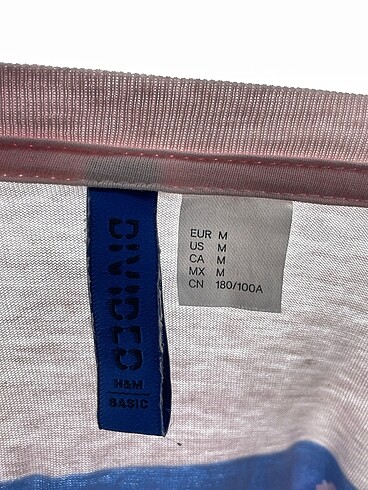 DIVIDED
H&M
BASIC
EUR M
US M
CA M
MX M
CN 180/100A